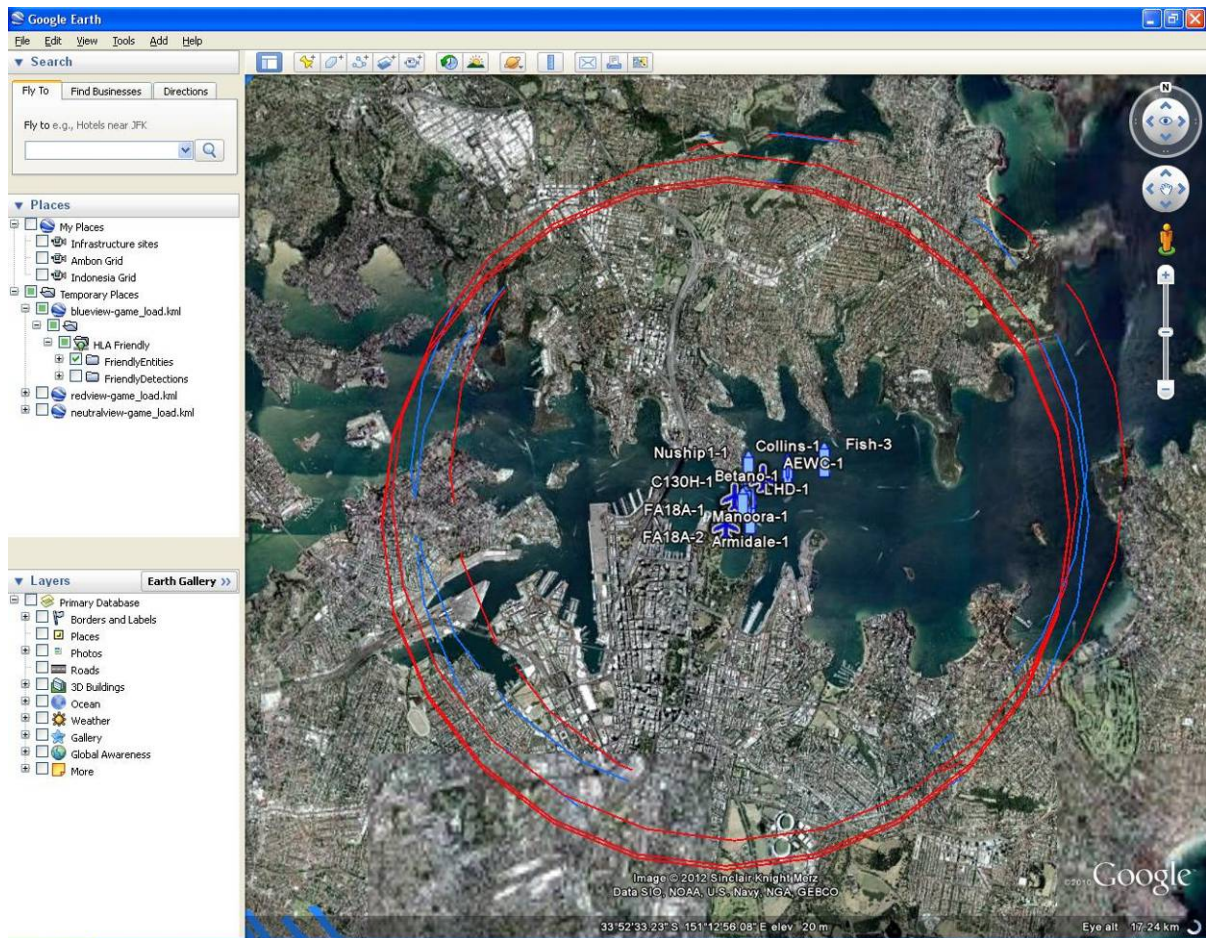 Google Earth
File Edit View Tools Add Help
Search
Fly To Find Businesses Directions
Fly to e.g., Hotels near JFK
Places
My Places
Infrastructure sites
Ambon Grid
Indonesia Grid
Temporary Places
blueview-game_load.kml
HLA Friendly
FriendlyEntities
FriendlyDetections
redview-game_load.kml
neutralview-game_load.kml
Layers Earth Gallery >>
Primary Database
Borders and Labels
Places
Photos
Roads
3D Buildings
Ocean
Weather
Gallery
Global Awareness
More
N
Collins-1 Fish-3
Nuship1-1 AEWC-1
C130H-1 Betano-1
LHD-1
FA18A-1 Manoora-1
FA18A-2 Armidale-1
Image © 2012 Sinclair Knight Merz
Data SIO, NOAA, U.S. Navy, NGA, GEBCO
©2010 Google
33°52'33.23" S 151°12'56.08" E elev 20 m
Eye alt 17.24 km